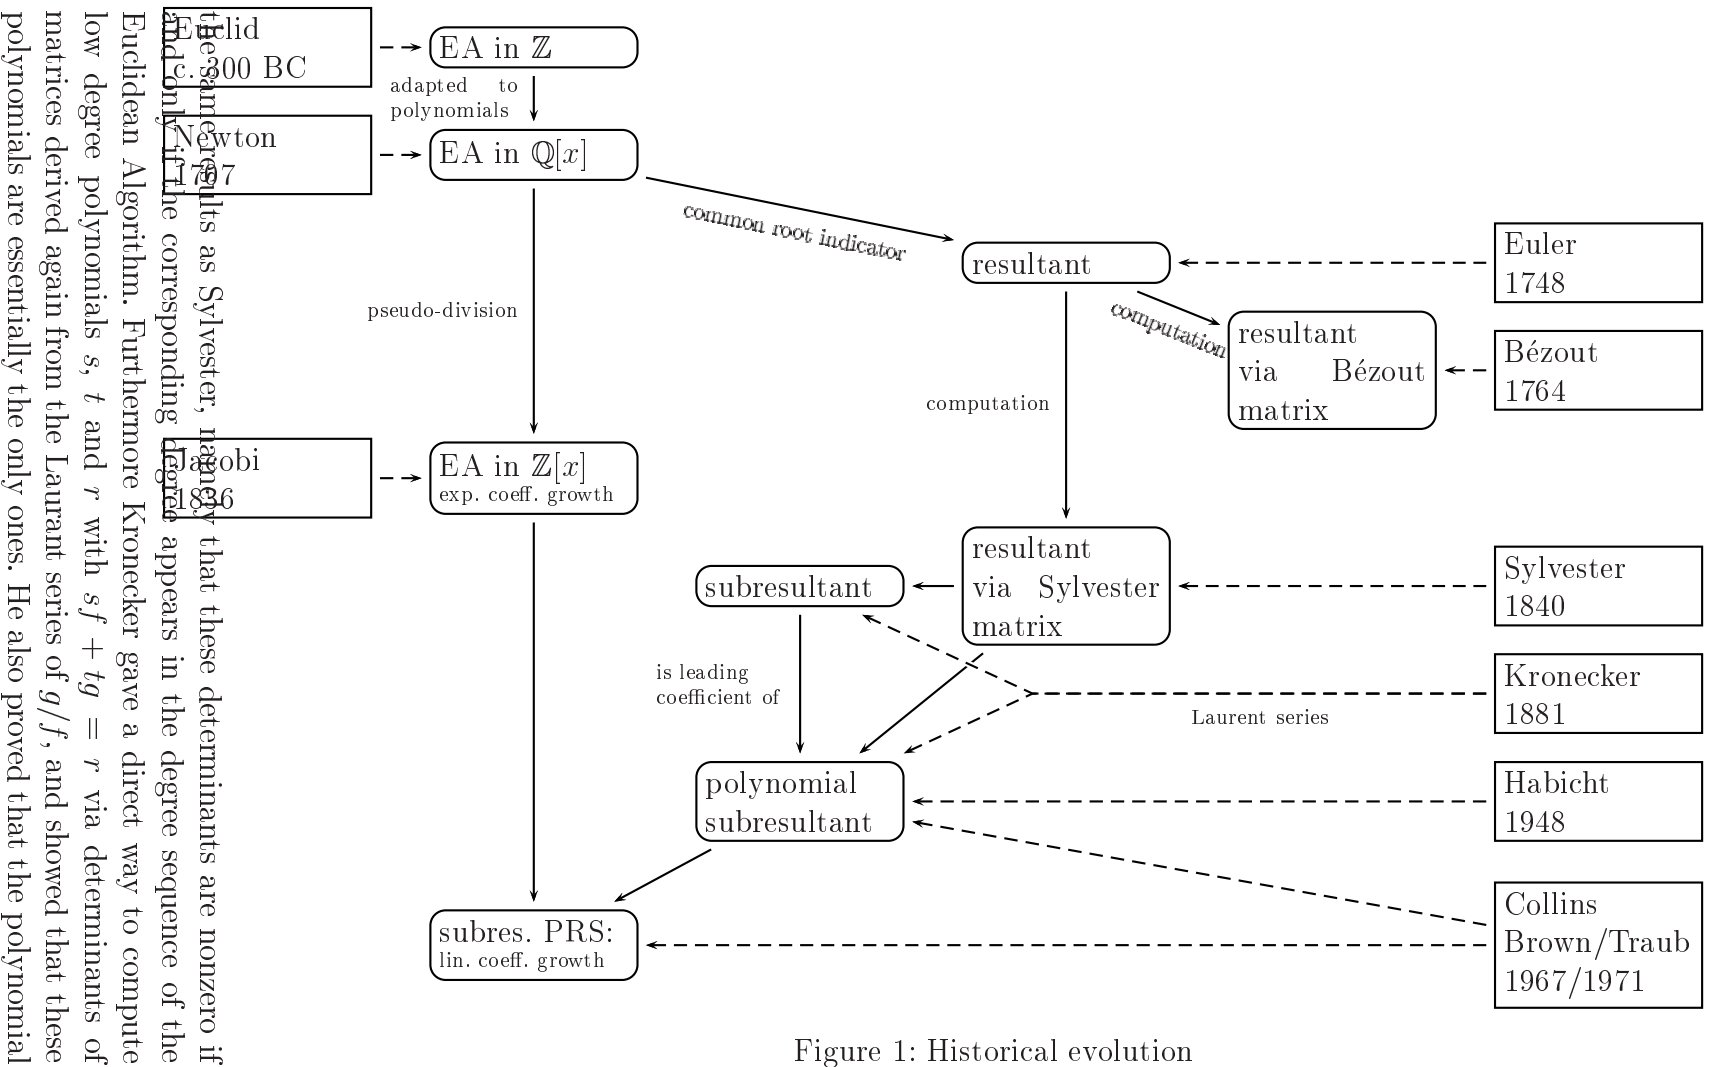 the same results as Sylvester, namely that these determinants are nonzero if
and only if the corresponding degree appears in the degree sequence of the
Euclidean Algorithm. Furthermore Kronecker gave a direct way to compute
low degree polynomials s, t and r with sf + tg = r via determinants of
matrices derived again from the Laurant series of g/f, and showed that these
polynomials are essentially the only ones. He also proved that the polynomial
Euclid
c. 300 BC
EA in ℤ
adapted to
polynomials
Newton
1707
EA in ℚ[x]
common root indicator
resultant
Euler
1748
pseudo-division
computation
resultant
via Bézout
matrix
Bézout
1764
computation
Jacobi
1836
EA in ℤ[x]
exp. coeff. growth
subresultant
resultant
via Sylvester
matrix
Sylvester
1840
is leading
coefficient of
Kronecker
1881
Laurent series
polynomial
subresultant
Habicht
1948
subres. PRS:
lin. coeff. growth
Collins
Brown/Traub
1967/1971
Figure 1: Historical evolution